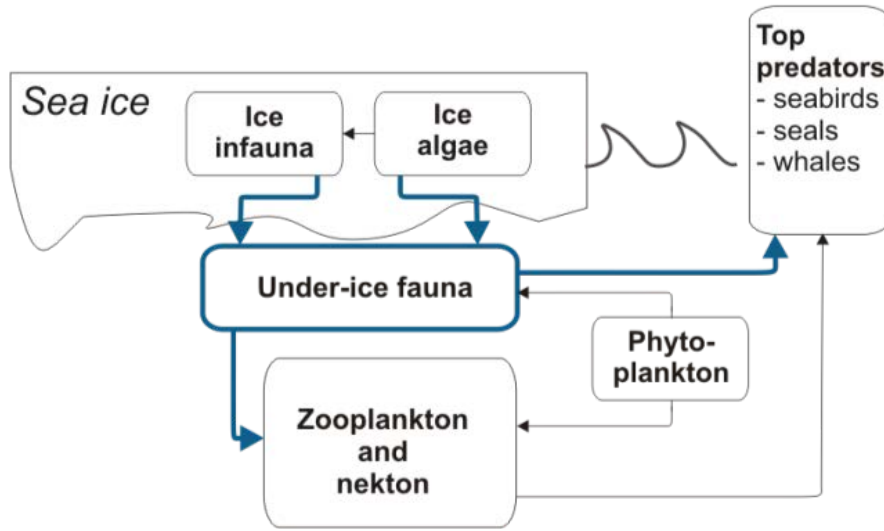 Sea ice
Ice
infauna
Ice
algae
Top
predators
- seabirds
- seals
- whales
Under-ice fauna
Phyto-
plankton
Zooplankton
and
nekton